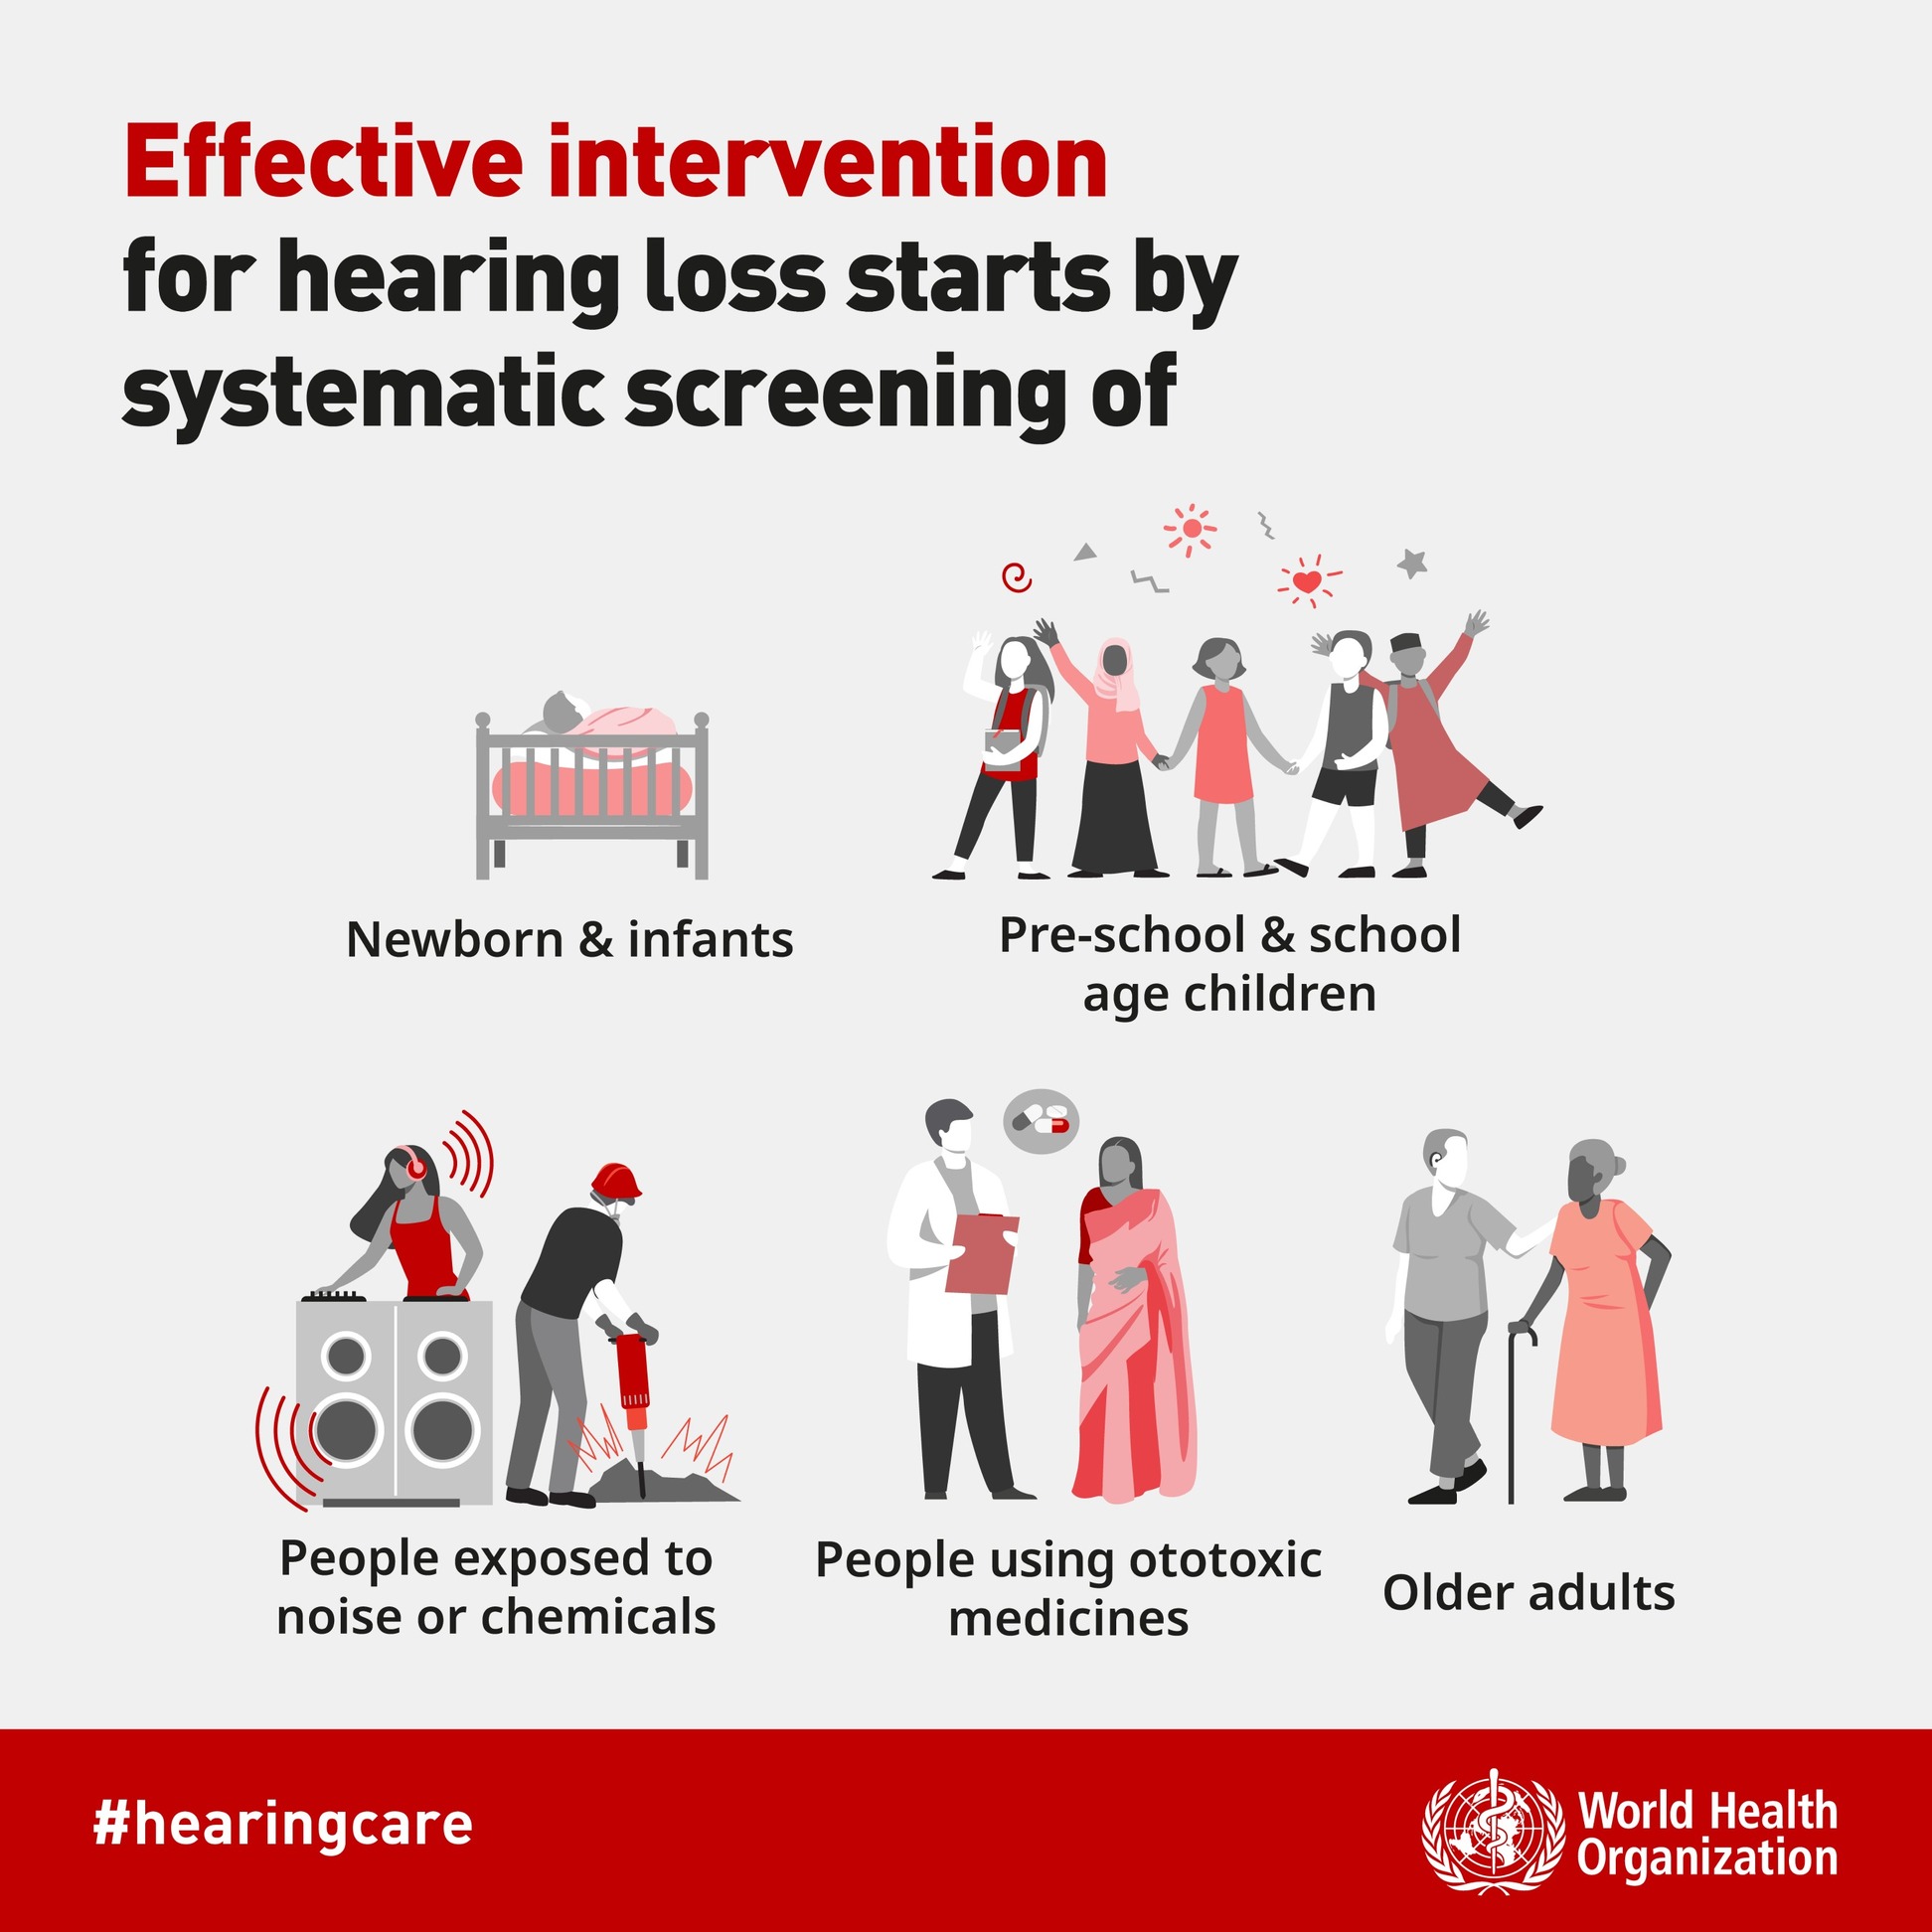 Effective intervention
for hearing loss starts by
systematic screening of
Newborn & infants
Pre-school & school
age children
People exposed to
noise or chemicals
People using ototoxic
medicines
Older adults
#hearingcare
World Health
Organization